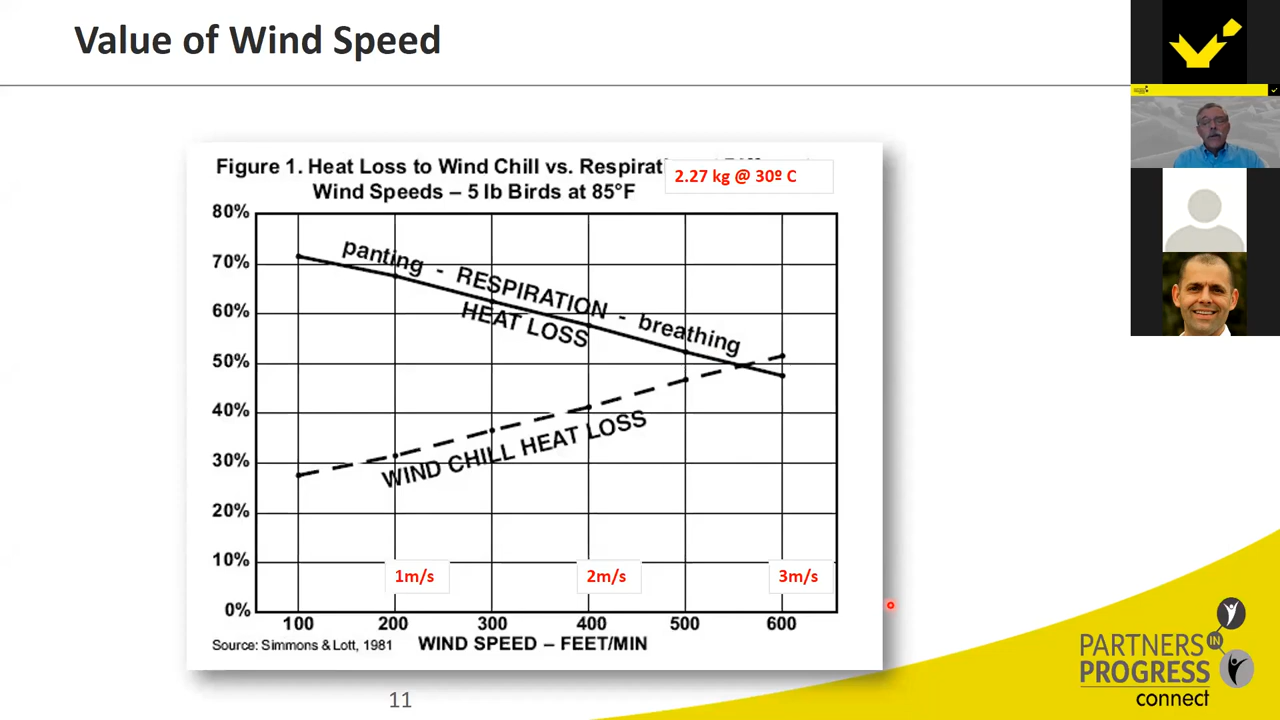 Value of Wind Speed
Figure 1. Heat Loss to Wind Chill vs. Respirati
2.27 kg @ 30º C
Wind Speeds – 5 lb Birds at 85°F
80%
70%
60%
50%
40%
30%
20%
10%
0%
panting - RESPIRATION - breathing
HEAT LOSS
WIND CHILL HEAT LOSS
1m/s 2m/s 3m/s
100 200 300 400 500 600
Source: Simmons & Lott, 1981 WIND SPEED – FEET/MIN
11
PARTNERS IN
PROGRESS
connect